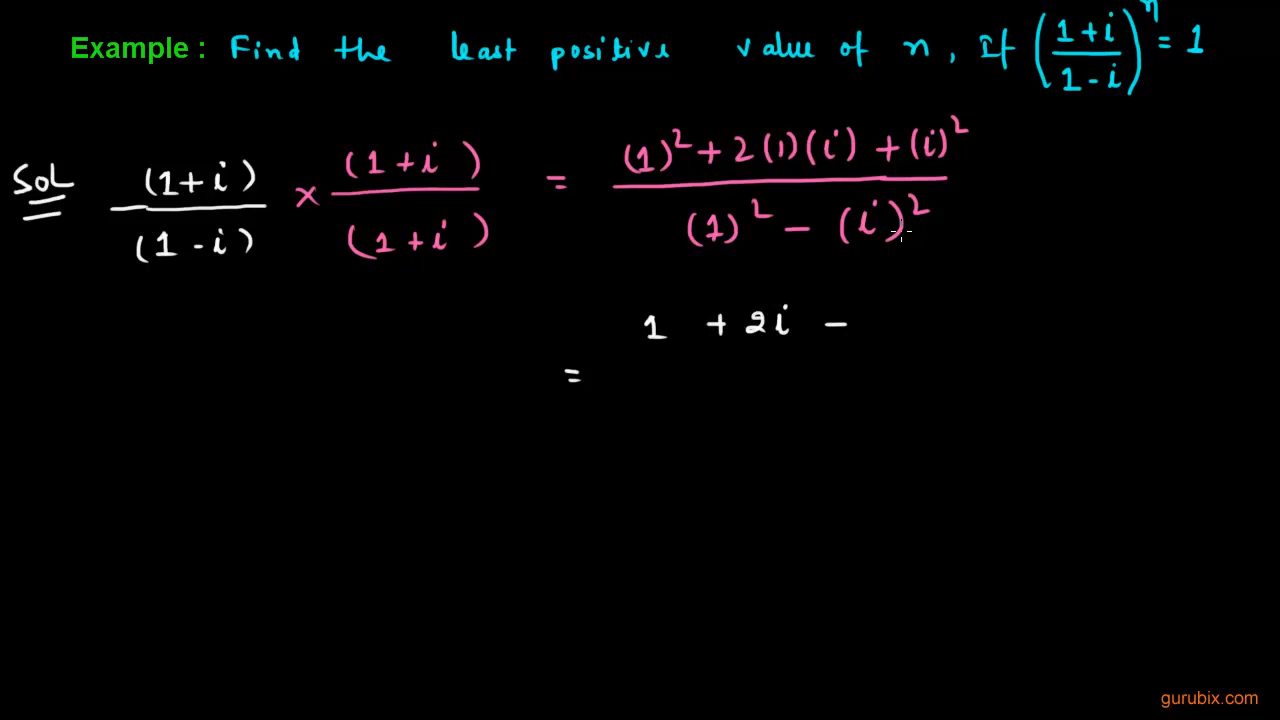 Example : Find the least positive value of n, If ((1+i)/(1-i))^n = 1
Sol (1+i)/(1-i) × (1+i)/(1+i) = ((1)²+2(1)(i)+(i)²)/((1)²-(i)²)
= 1 + 2i -
gurubix.com